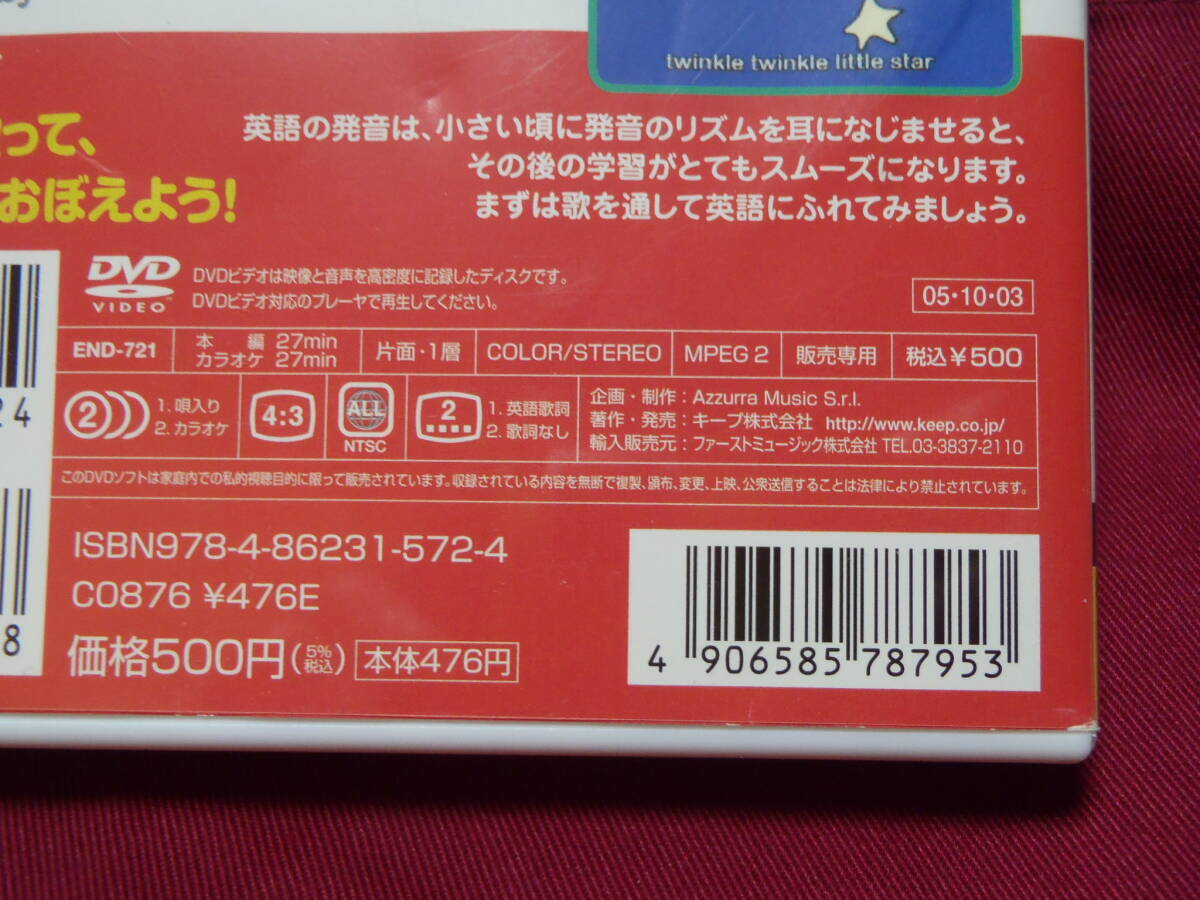 twinkle twinkle little star
って、
おぼえよう!
英語の発音は、小さい頃に発音のリズムを耳になじませると、
その後の学習がとてもスムーズになります。
まずは歌を通して英語にふれてみましょう。
DVD
VIDEO
DVDビデオは映像と音声を高密度に記録したディスクです。
DVDビデオ対応のプレーヤで再生してください。
05・10・03
END-721
本編 27min
カラオケ 27min
片面・1層
COLOR/STEREO
MPEG 2
販売専用
税込¥500
2
1. 唄入り
2. カラオケ
4:3
ALL
NTSC
2
1. 英語歌詞
2. 歌詞なし
企画・制作：Azzurra Music S.r.l.
著作・発売：キープ株式会社 http://www.keep.co.jp/
輸入販売元：ファーストミュージック株式会社 TEL.03-3837-2110
このDVDソフトは家庭内での私的視聴目的に限って販売されています。収録されている内容を無断で複製、頒布、変更、上映、公衆送信することは法律により禁止されています。
24
8
ISBN978-4-86231-572-4
C0876 ¥476E
価格500円(5%税込) 本体476円
4 906585 787953